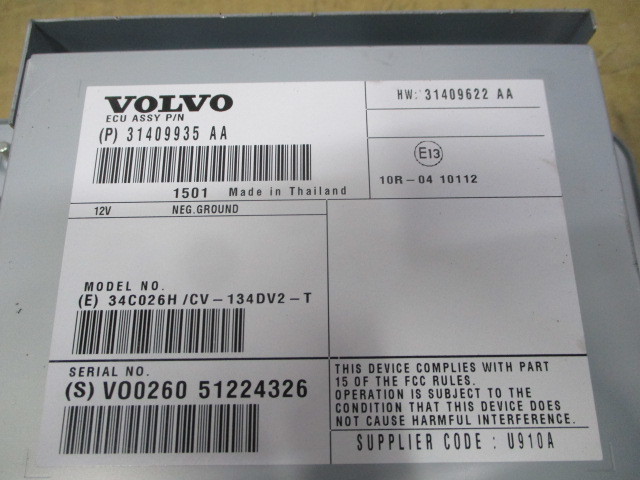 VOLVO
ECU ASSY P/N
(P) 31409935 AA
1501 Made in Thailand
HW: 31409622 AA
E13
10R-04 10112
12V NEG.GROUND
MODEL NO.
(E) 34C026H/CV-134DV2-T
SERIAL NO.
(S) VO0260 51224326
THIS DEVICE COMPLIES WITH PART
15 OF THE FCC RULES.
OPERATION IS SUBJECT TO THE
CONDITION THAT THIS DEVICE DOES
NOT CAUSE HARMFUL INTERFERENCE.
SUPPLIER CODE : U910A